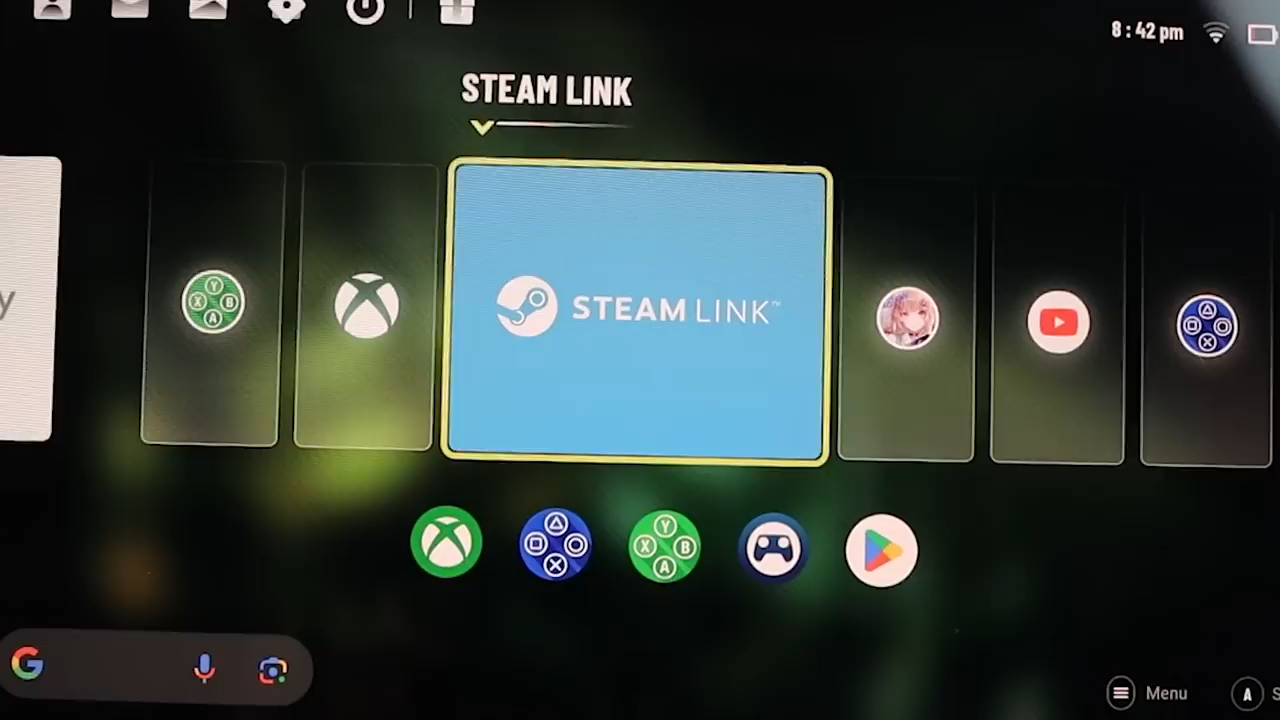 8:42 pm
STEAM LINK
y
Y
X B
A
STEAM LINK™
Y
X B
A
Menu
A S